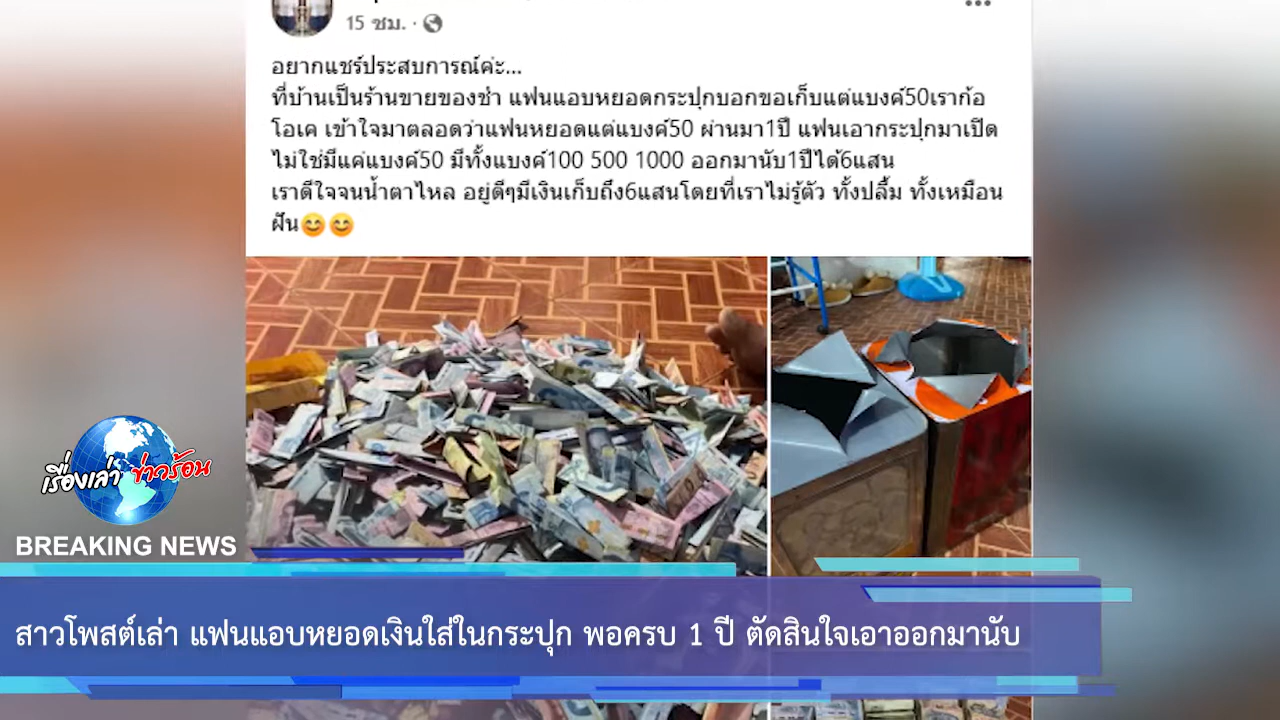 15 ชม.
อยากแชร์ประสบการณ์ค่ะ...
ที่บ้านเป็นร้านขายของชำ แฟนแอบหยอดกระปุกบอกขอเก็บแต่แบงค์50เราก้อ
โอเค เข้าใจมาตลอดว่าแฟนหยอดแต่แบงค์50 ผ่านมา1ปี แฟนเอากระปุกมาเปิด
ไม่ใช่มีแค่แบงค์50 มีทั้งแบงค์100 500 1000 ออกมานับ1ปีได้6แสน
เราดีใจจนน้ำตาไหล อยู่ดีๆมีเงินเก็บถึง6แสนโดยที่เราไม่รู้ตัว ทั้งปลื้ม ทั้งเหมือน
ฝัน😊😊
เรื่องเล่า ข่าวร้อน
BREAKING NEWS
สาวโพสต์เล่า แฟนแอบหยอดเงินใส่ในกระปุก พอครบ 1 ปี ตัดสินใจเอาออกมานับ